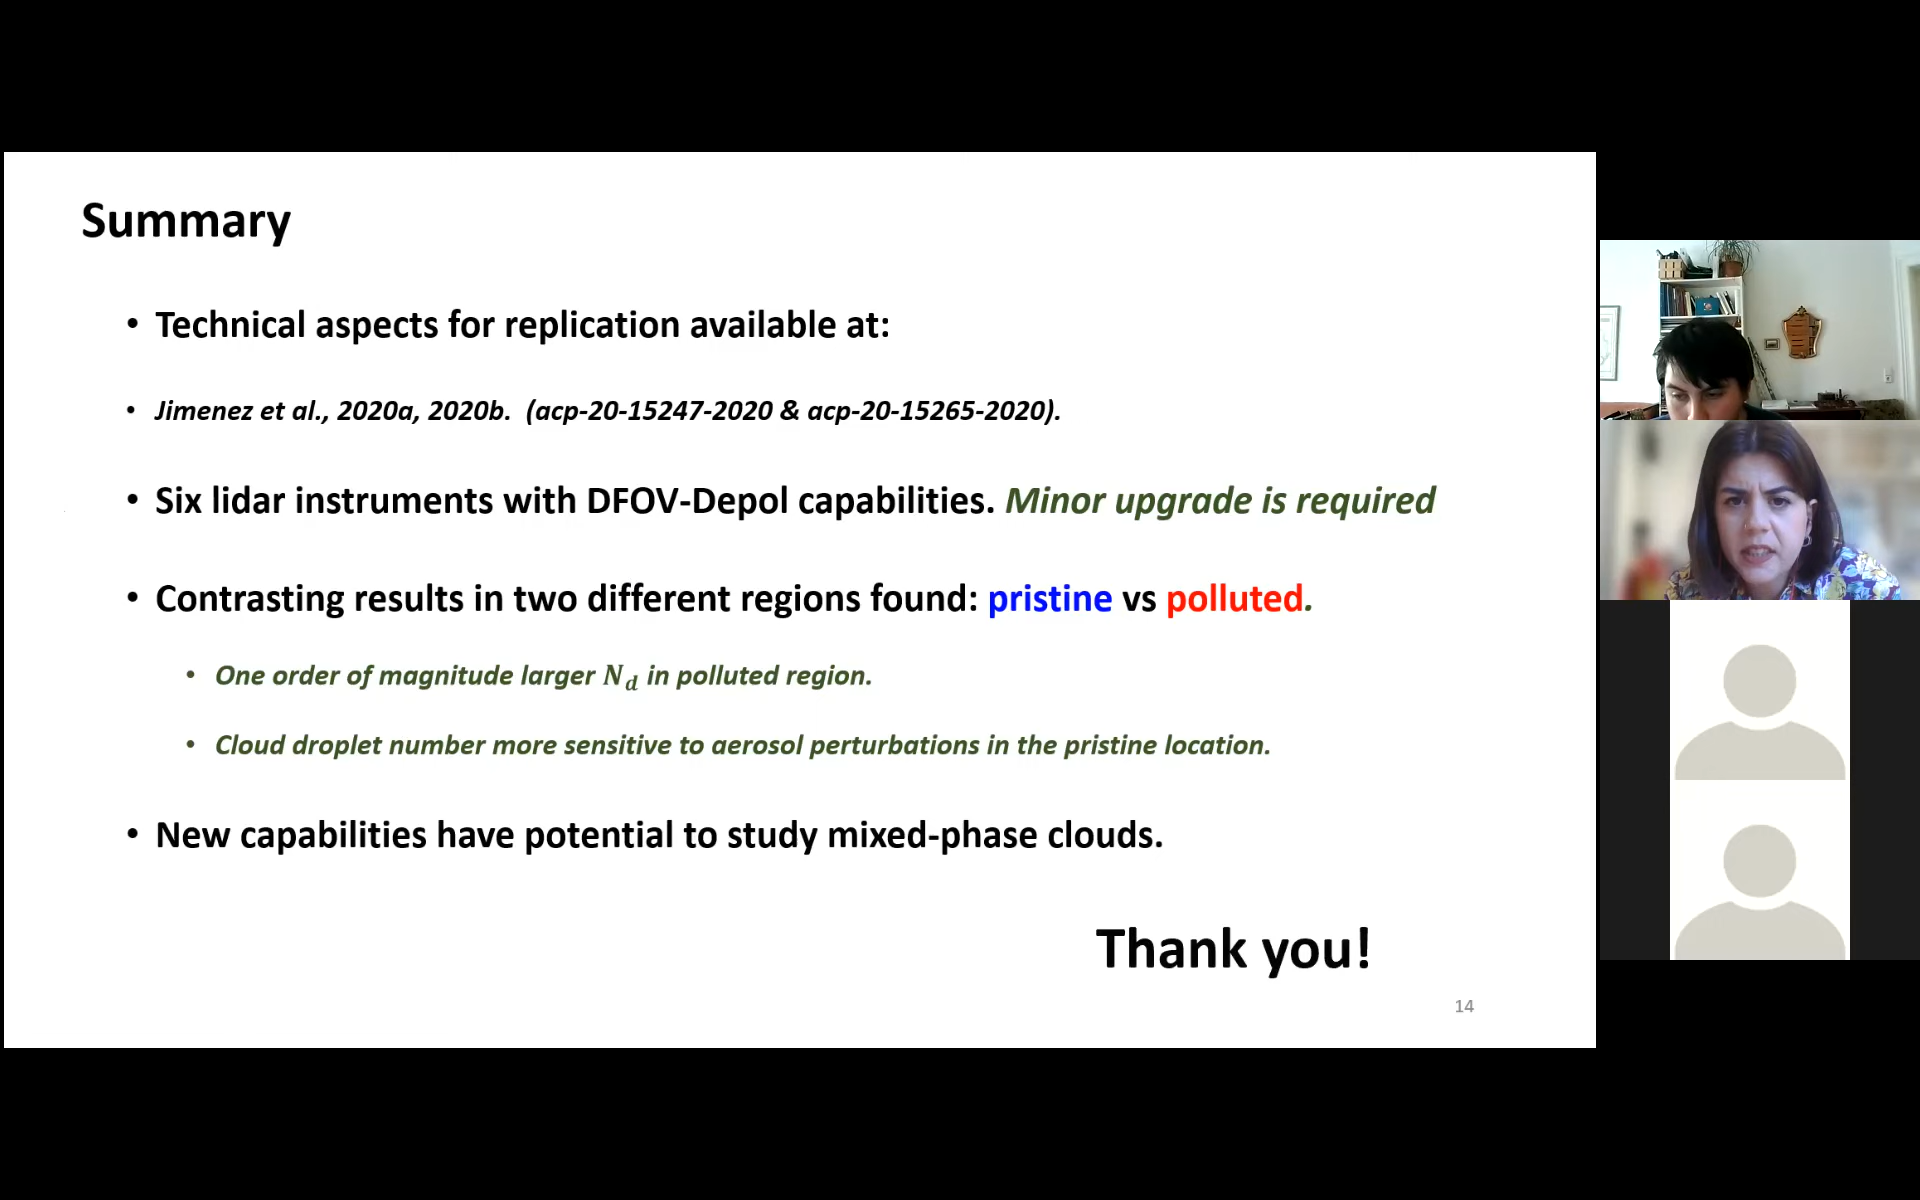 Summary
• Technical aspects for replication available at:
• Jimenez et al., 2020a, 2020b. (acp-20-15247-2020 & acp-20-15265-2020).
• Six lidar instruments with DFOV-Depol capabilities. Minor upgrade is required
• Contrasting results in two different regions found: pristine vs polluted.
• One order of magnitude larger N_d in polluted region.
• Cloud droplet number more sensitive to aerosol perturbations in the pristine location.
• New capabilities have potential to study mixed-phase clouds.
Thank you!
14